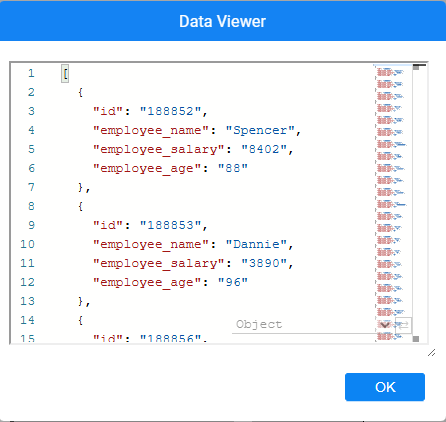 Data Viewer
1 [
2 {
3 "id": "188852",
4 "employee_name": "Spencer",
5 "employee_salary": "8402",
6 "employee_age": "88"
7 },
8 {
9 "id": "188853",
10 "employee_name": "Dannie",
11 "employee_salary": "3890",
12 "employee_age": "96"
13 },
14 {
Object
15 "id": "188856",
OK